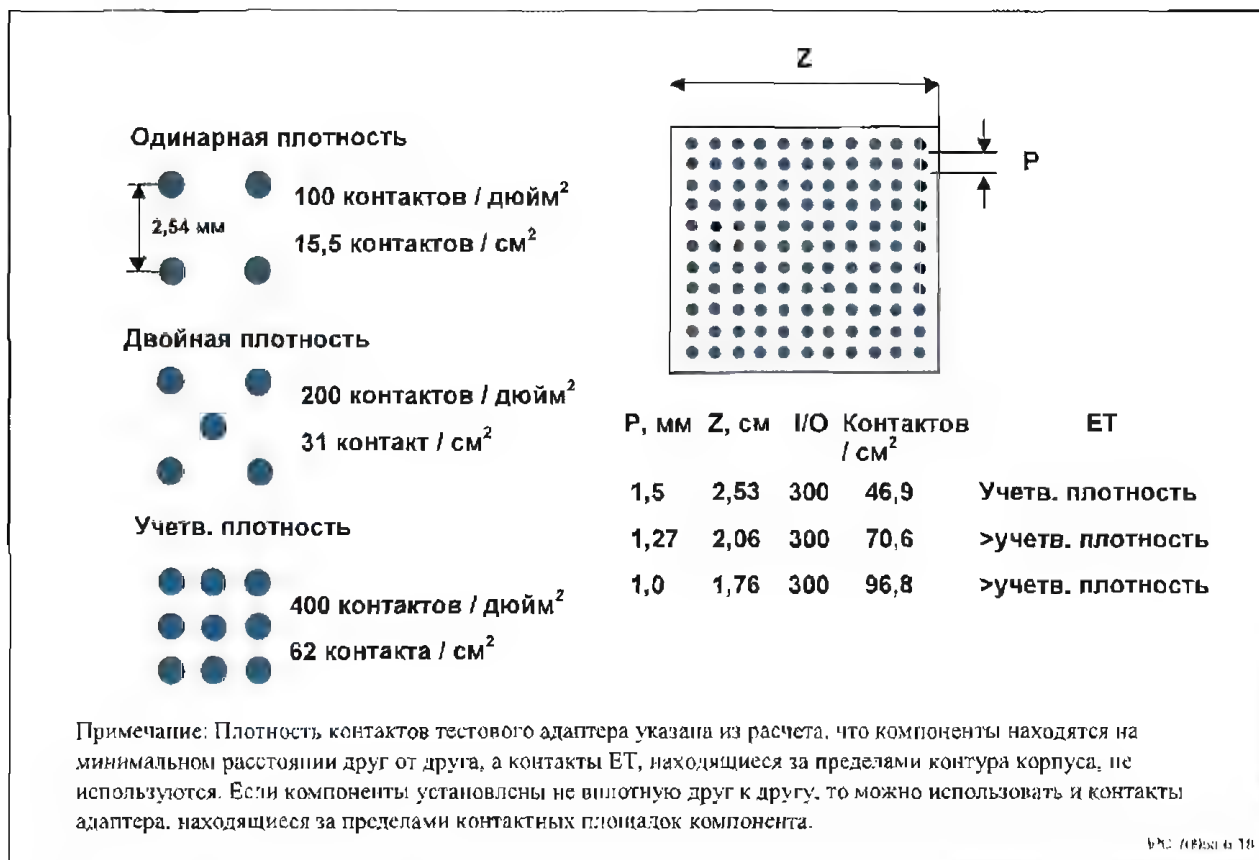 Z
P
Одинарная плотность
2,54 мм
100 контактов / дюйм²
15,5 контактов / см²
Двойная плотность
200 контактов / дюйм²
31 контакт / см²
Учетв. плотность
400 контактов / дюйм²
62 контакта / см²
P, мм Z, см I/O Контактов / см² ET
1,5 2,53 300 46,9 Учетв. плотность
1,27 2,06 300 70,6 >учетв. плотность
1,0 1,76 300 96,8 >учетв. плотность
Примечание: Плотность контактов тестового адаптера указана из расчета, что компоненты находятся на
минимальном расстоянии друг от друга, а контакты ЕТ, находящиеся за пределами контура корпуса, не
используются. Если компоненты установлены не вплотную друг к другу, то можно использовать и контакты
адаптера, находящиеся за пределами контактных площадок компонента.